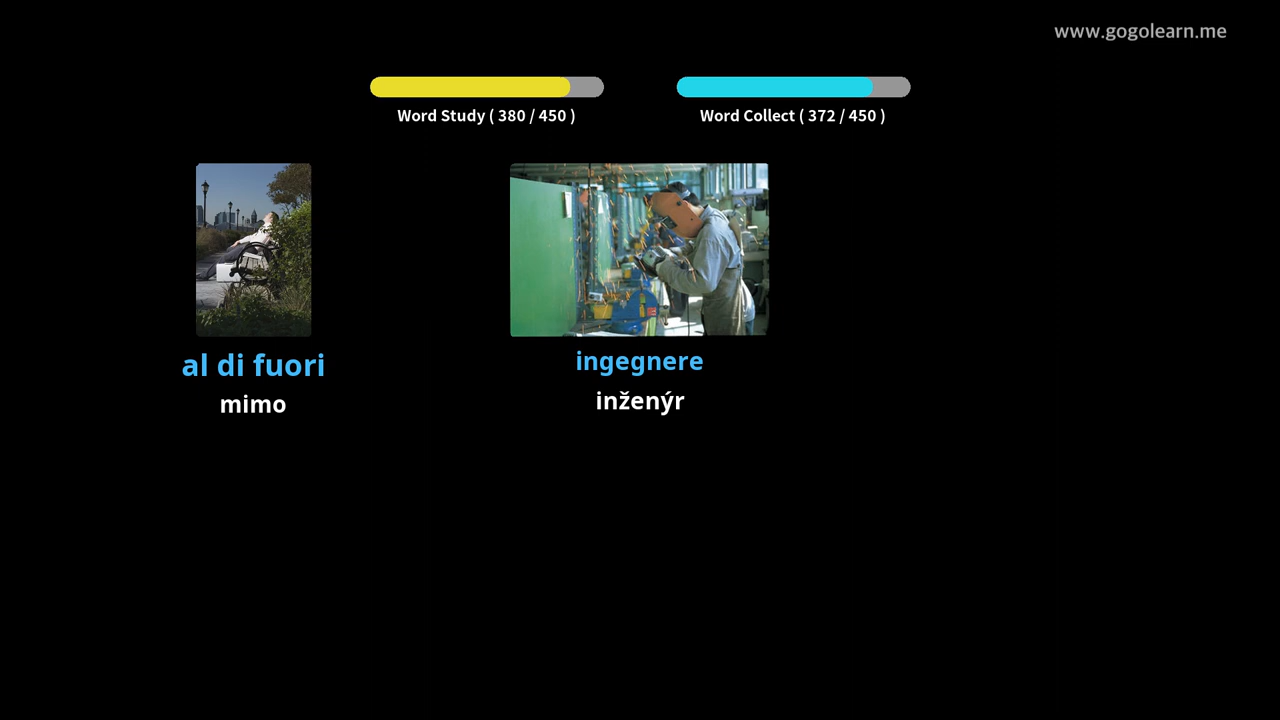 www.gogolearn.me
Word Study ( 380 / 450 )
Word Collect ( 372 / 450 )
al di fuori
mimo
ingegnere
inženýr